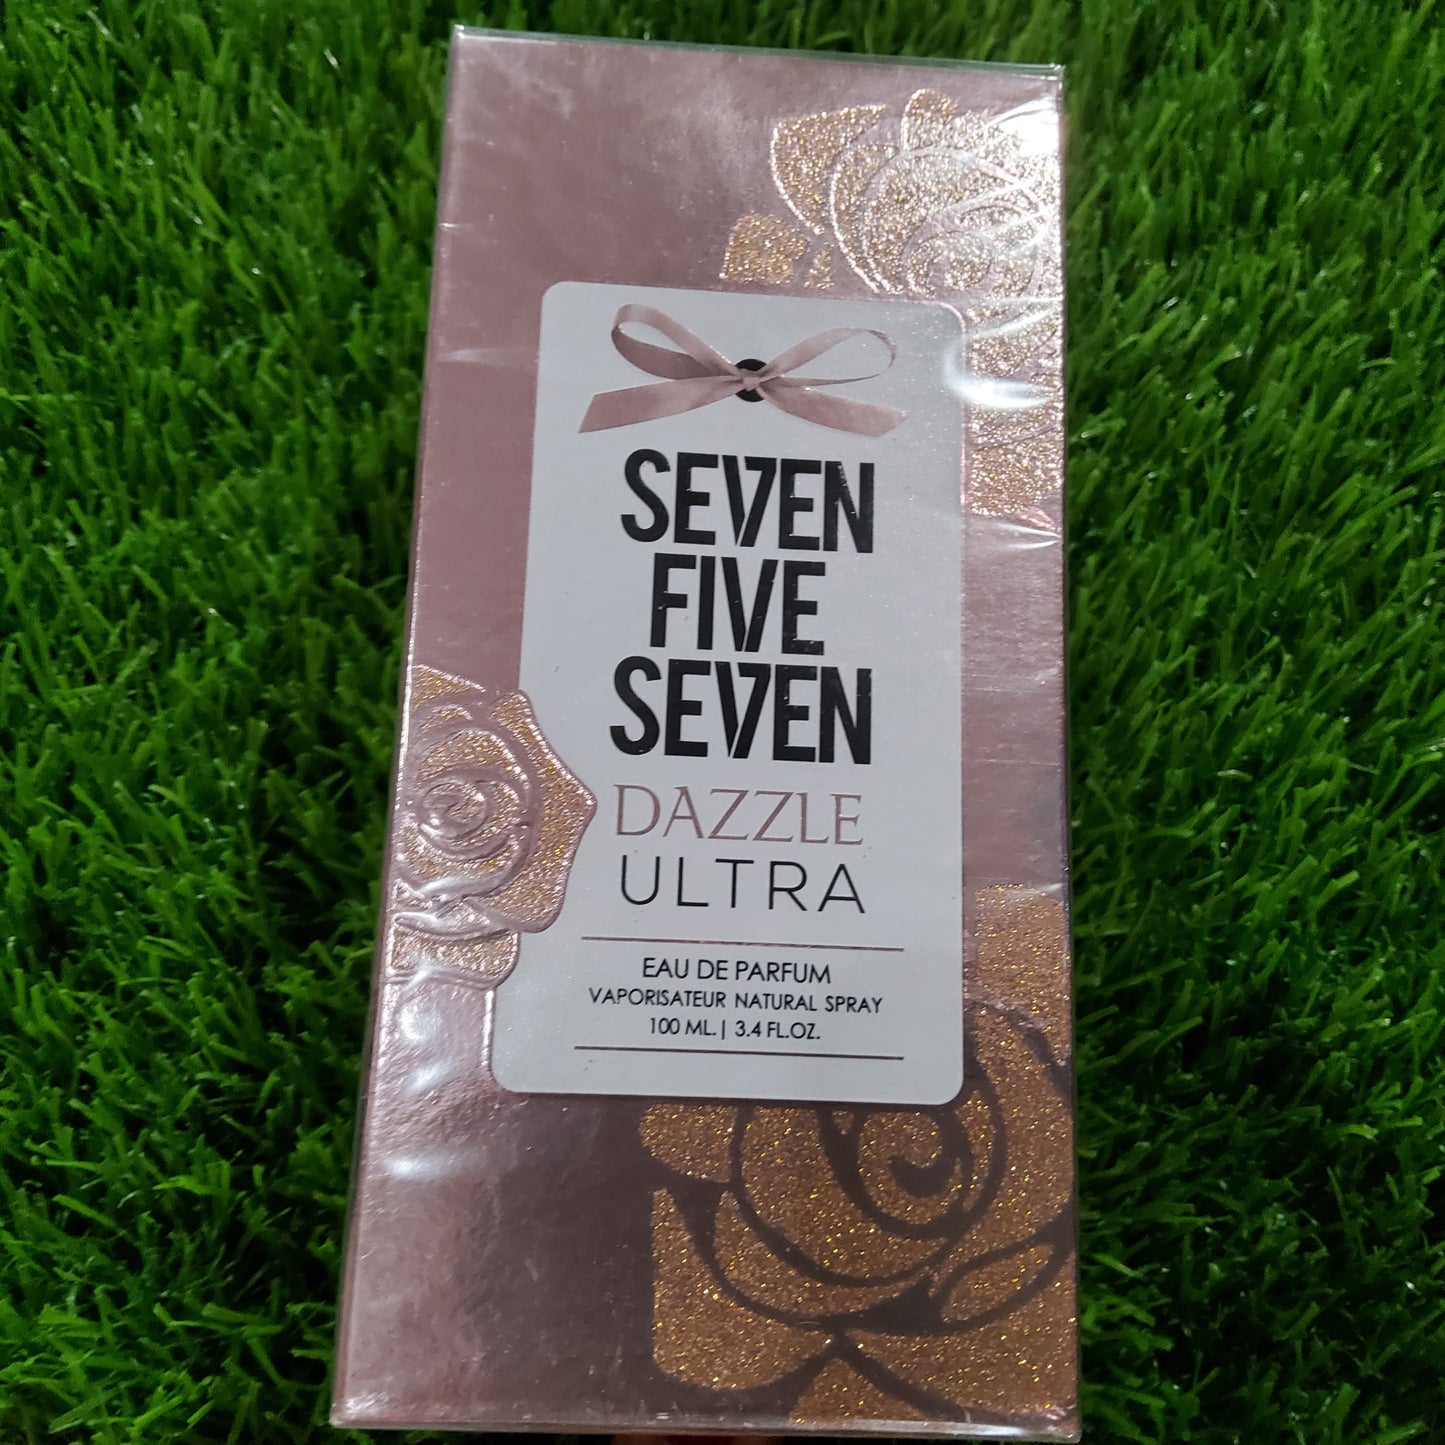 SEVEN
FIVE
SEVEN
DAZZLE
ULTRA
EAU DE PARFUM
VAPORISATEUR NATURAL SPRAY
100 ML. | 3.4 FL.OZ.